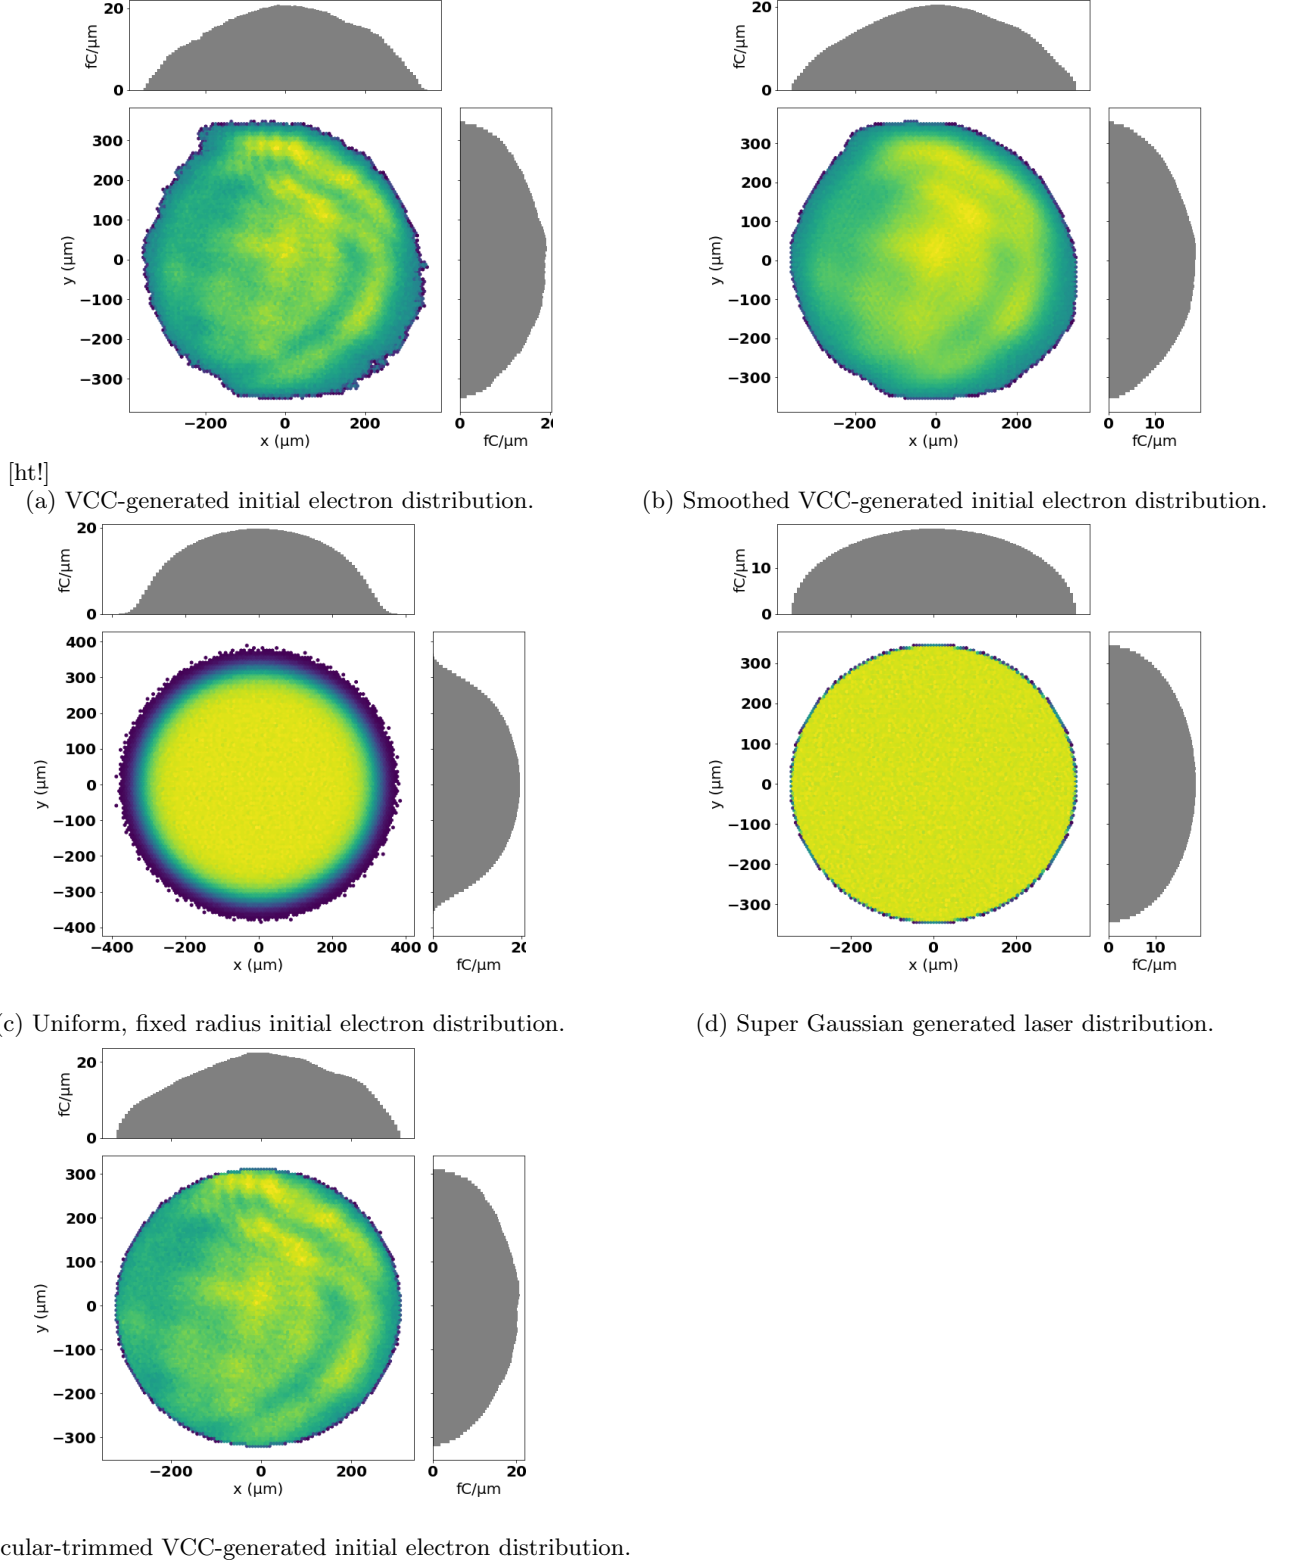 20
fC/μm
0
300
200
100
0
−100
−200
−300
y (μm)
−200 0 200
x (μm)
0 20
fC/μm
20
fC/μm
0
300
200
100
0
−100
−200
−300
y (μm)
−200 0 200
x (μm)
0 10
fC/μm
[ht!]
(a) VCC-generated initial electron distribution.
(b) Smoothed VCC-generated initial electron distribution.
20
fC/μm
0
400
300
200
100
0
−100
−200
−300
−400
y (μm)
−400 −200 0 200 400
x (μm)
0 20
fC/μm
10
fC/μm
0
300
200
100
0
−100
−200
−300
y (μm)
−200 0 200
x (μm)
0 10
fC/μm
(c) Uniform, fixed radius initial electron distribution.
(d) Super Gaussian generated laser distribution.
20
fC/μm
0
300
200
100
0
−100
−200
−300
y (μm)
−200 0 200
x (μm)
0 20
fC/μm
cular-trimmed VCC-generated initial electron distribution.